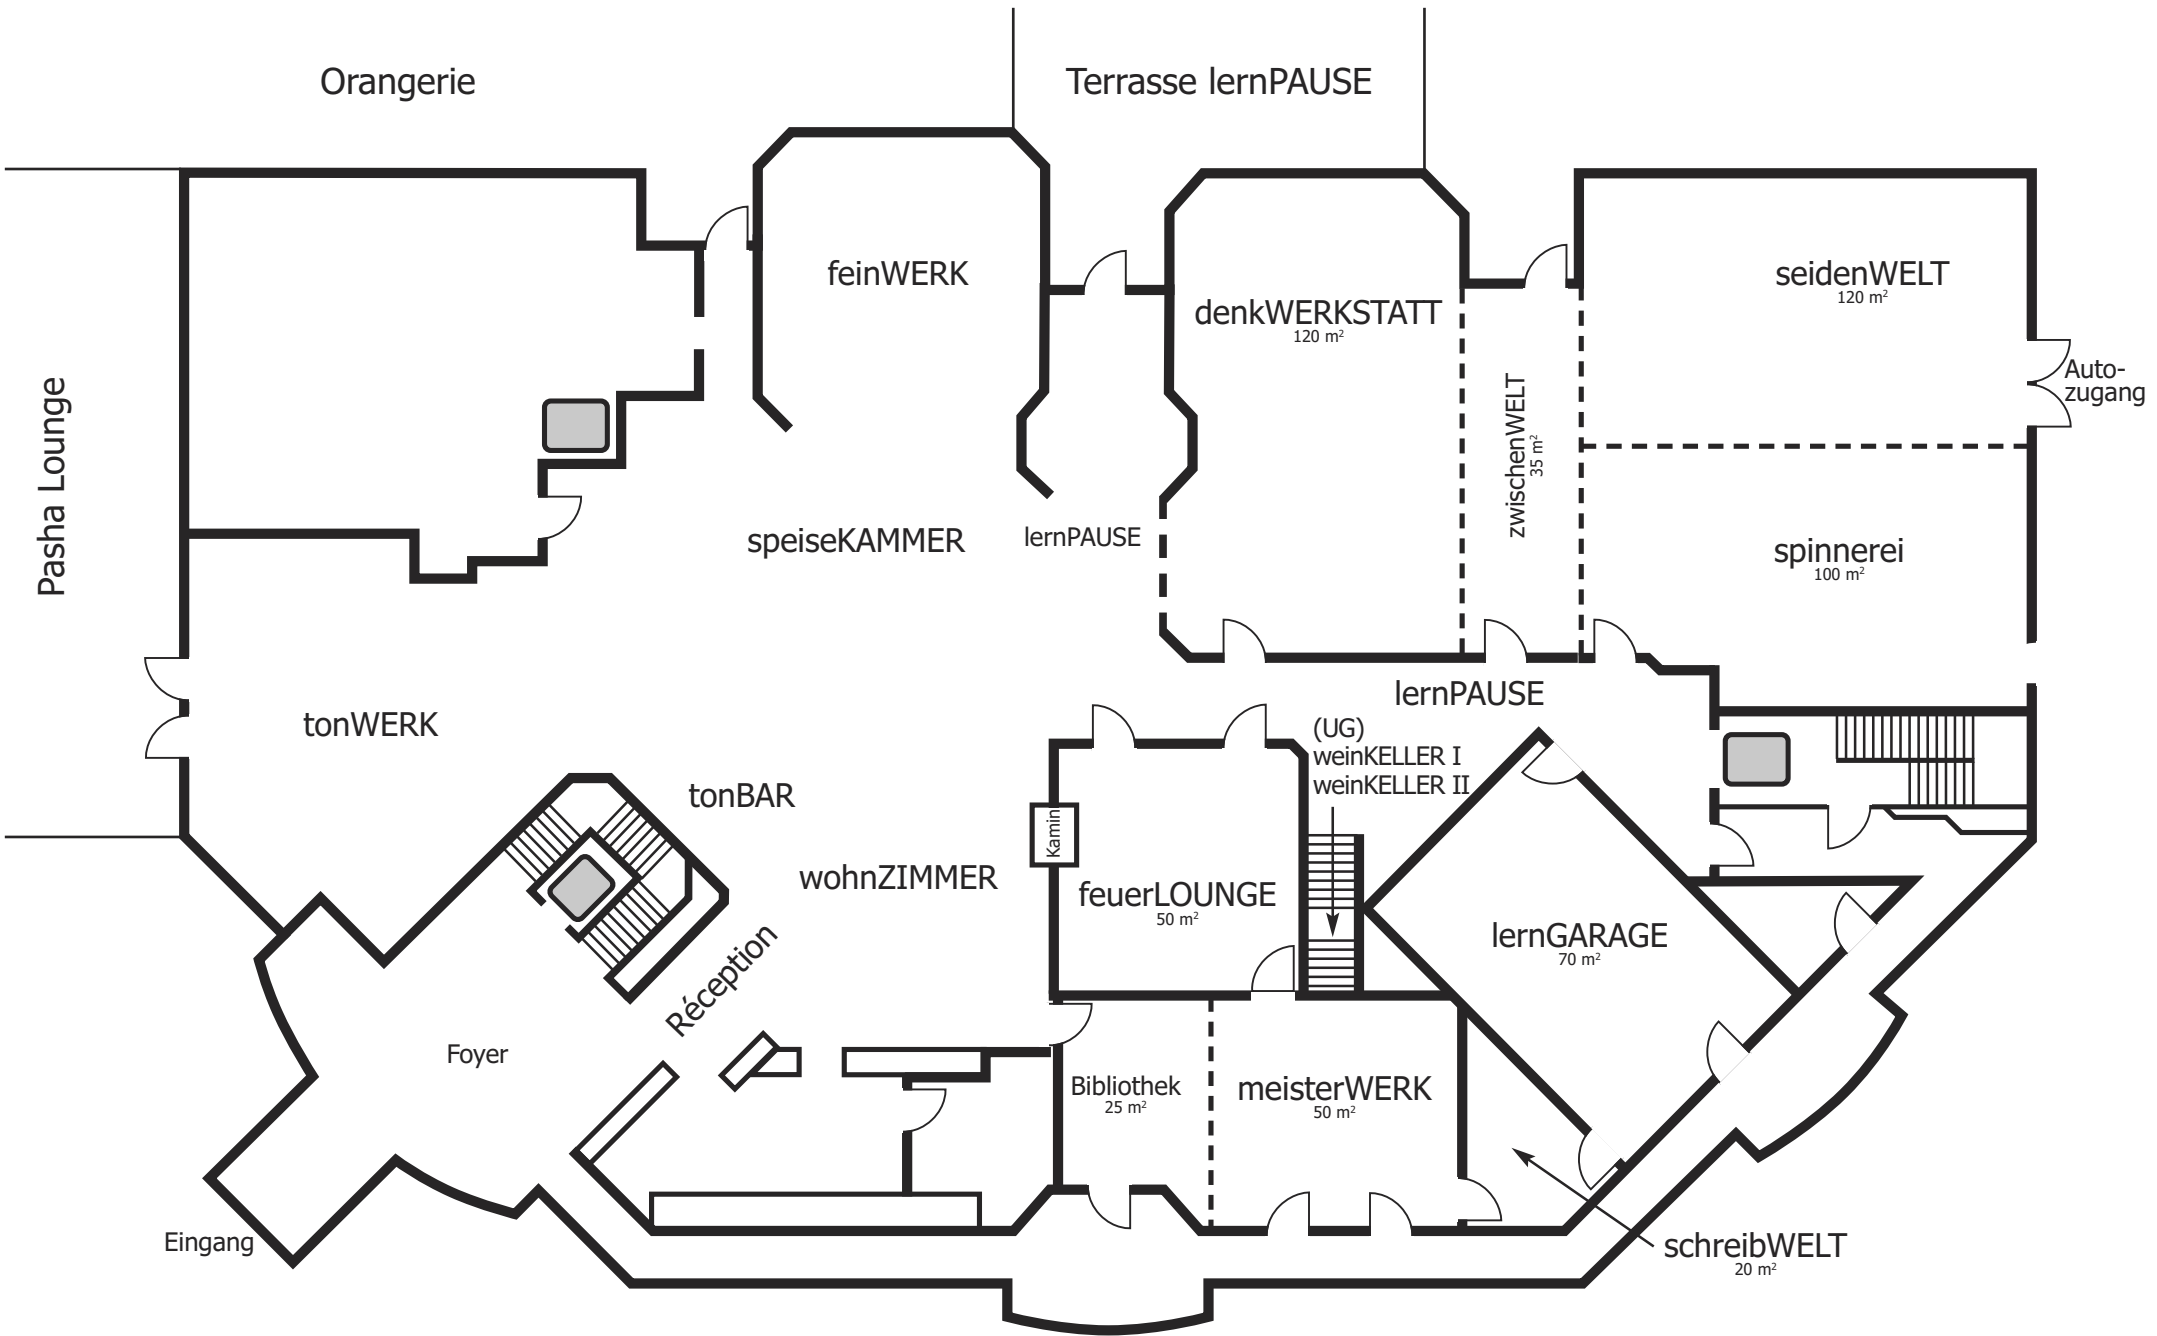 Orangerie
Terrasse lernPAUSE
feinWERK
seidenWELT
120 m²
denkWERKSTATT
120 m²
Auto-
zugang
Pasha Lounge
zwischenWELT
35 m²
speiseKAMMER
lernPAUSE
spinnerei
100 m²
lernPAUSE
tonWERK
(UG)
weinKELLER I
weinKELLER II
tonBAR
Kamin
wohnZIMMER
feuerLOUNGE
50 m²
lernGARAGE
70 m²
Réception
Foyer
Bibliothek
25 m²
meisterWERK
50 m²
Eingang
schreibWELT
20 m²